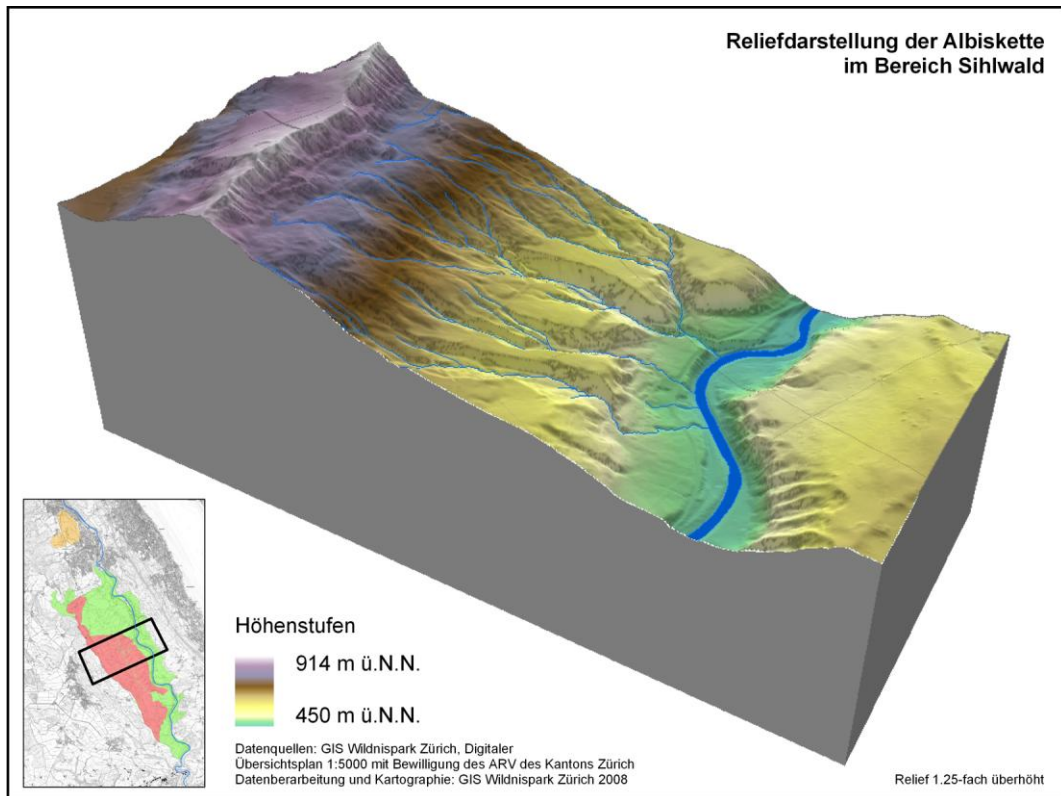 Reliefdarstellung der Albiskette
im Bereich Sihlwald
Höhenstufen
914 m ü.N.N.
450 m ü.N.N.
Datenquellen: GIS Wildnispark Zürich, Digitaler
Übersichtsplan 1:5000 mit Bewilligung des ARV des Kantons Zürich
Datenberarbeitung und Kartographie: GIS Wildnispark Zürich 2008
Relief 1.25-fach überhöht